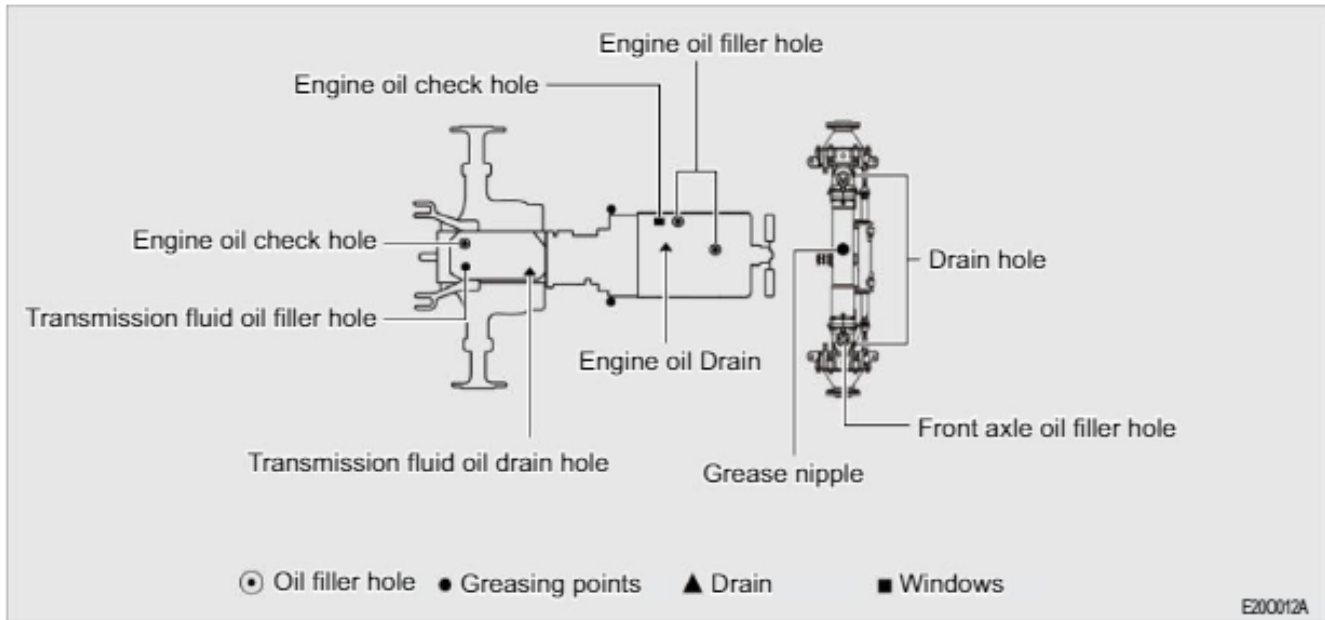 Engine oil filler hole
Engine oil check hole
Engine oil check hole
Drain hole
Transmission fluid oil filler hole
Engine oil Drain
Front axle oil filler hole
Transmission fluid oil drain hole
Grease nipple
Oil filler hole
Greasing points
Drain
Windows
E20O012A